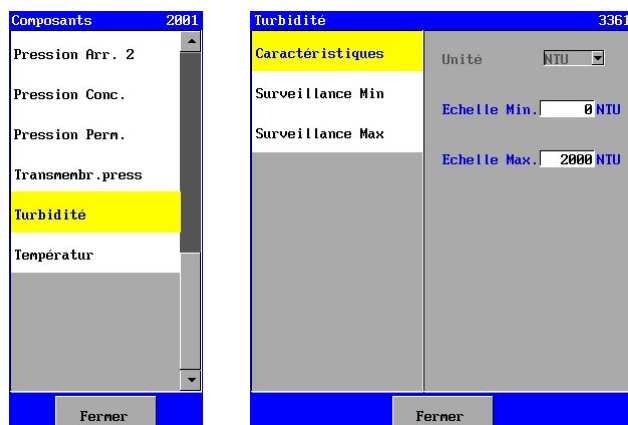 Composants 2001
Pression Arr. 2
Pression Conc.
Pression Perm.
Transmembr.press
Turbidité
Températur
Fermer
Turbidité 3361
Caractéristiques
Surveillance Min
Surveillance Max
Unité NTU
Echelle Min. 0 NTU
Echelle Max. 2000 NTU
Fermer